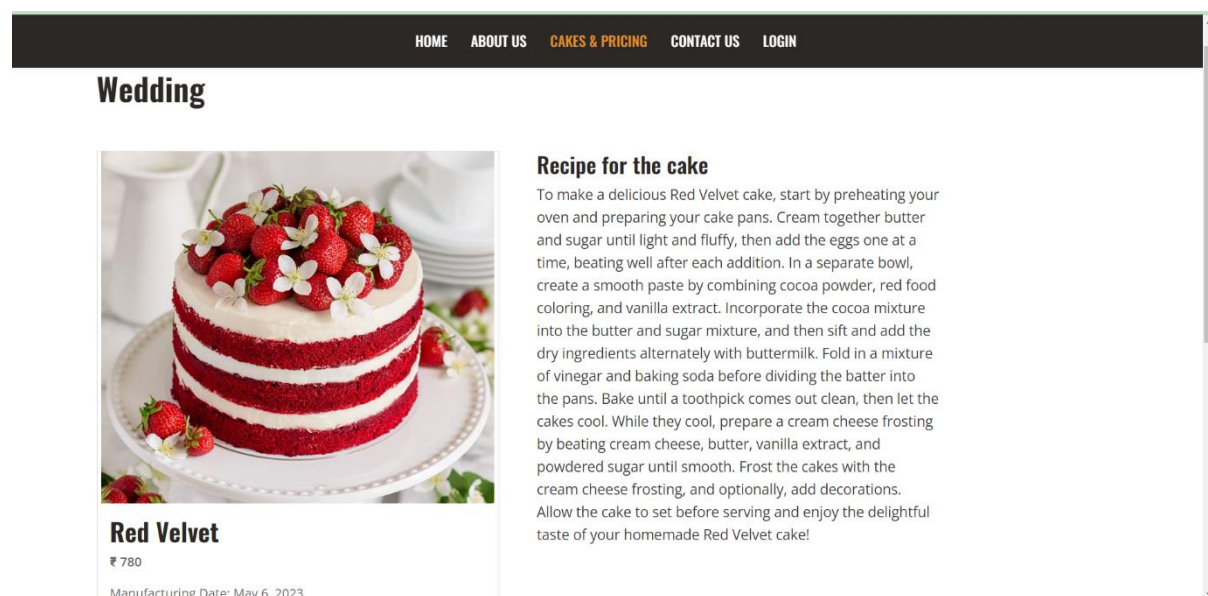 HOME ABOUT US CAKES & PRICING CONTACT US LOGIN
Wedding
Recipe for the cake
To make a delicious Red Velvet cake, start by preheating your
oven and preparing your cake pans. Cream together butter
and sugar until light and fluffy, then add the eggs one at a
time, beating well after each addition. In a separate bowl,
create a smooth paste by combining cocoa powder, red food
coloring, and vanilla extract. Incorporate the cocoa mixture
into the butter and sugar mixture, and then sift and add the
dry ingredients alternately with buttermilk. Fold in a mixture
of vinegar and baking soda before dividing the batter into
the pans. Bake until a toothpick comes out clean, then let the
cakes cool. While they cool, prepare a cream cheese frosting
by beating cream cheese, butter, vanilla extract, and
powdered sugar until smooth. Frost the cakes with the
cream cheese frosting, and optionally, add decorations.
Allow the cake to set before serving and enjoy the delightful
taste of your homemade Red Velvet cake!
Red Velvet
₹ 780
Manufacturing Date: May 6, 2023